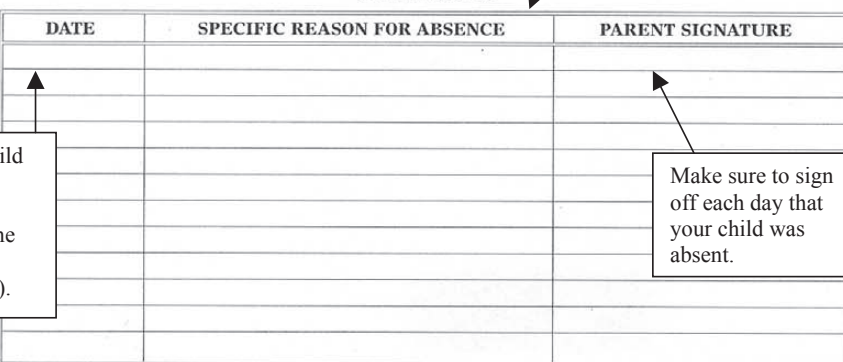 DATE SPECIFIC REASON FOR ABSENCE PARENT SIGNATURE
Make sure to sign
off each day that
your child was
absent.
).